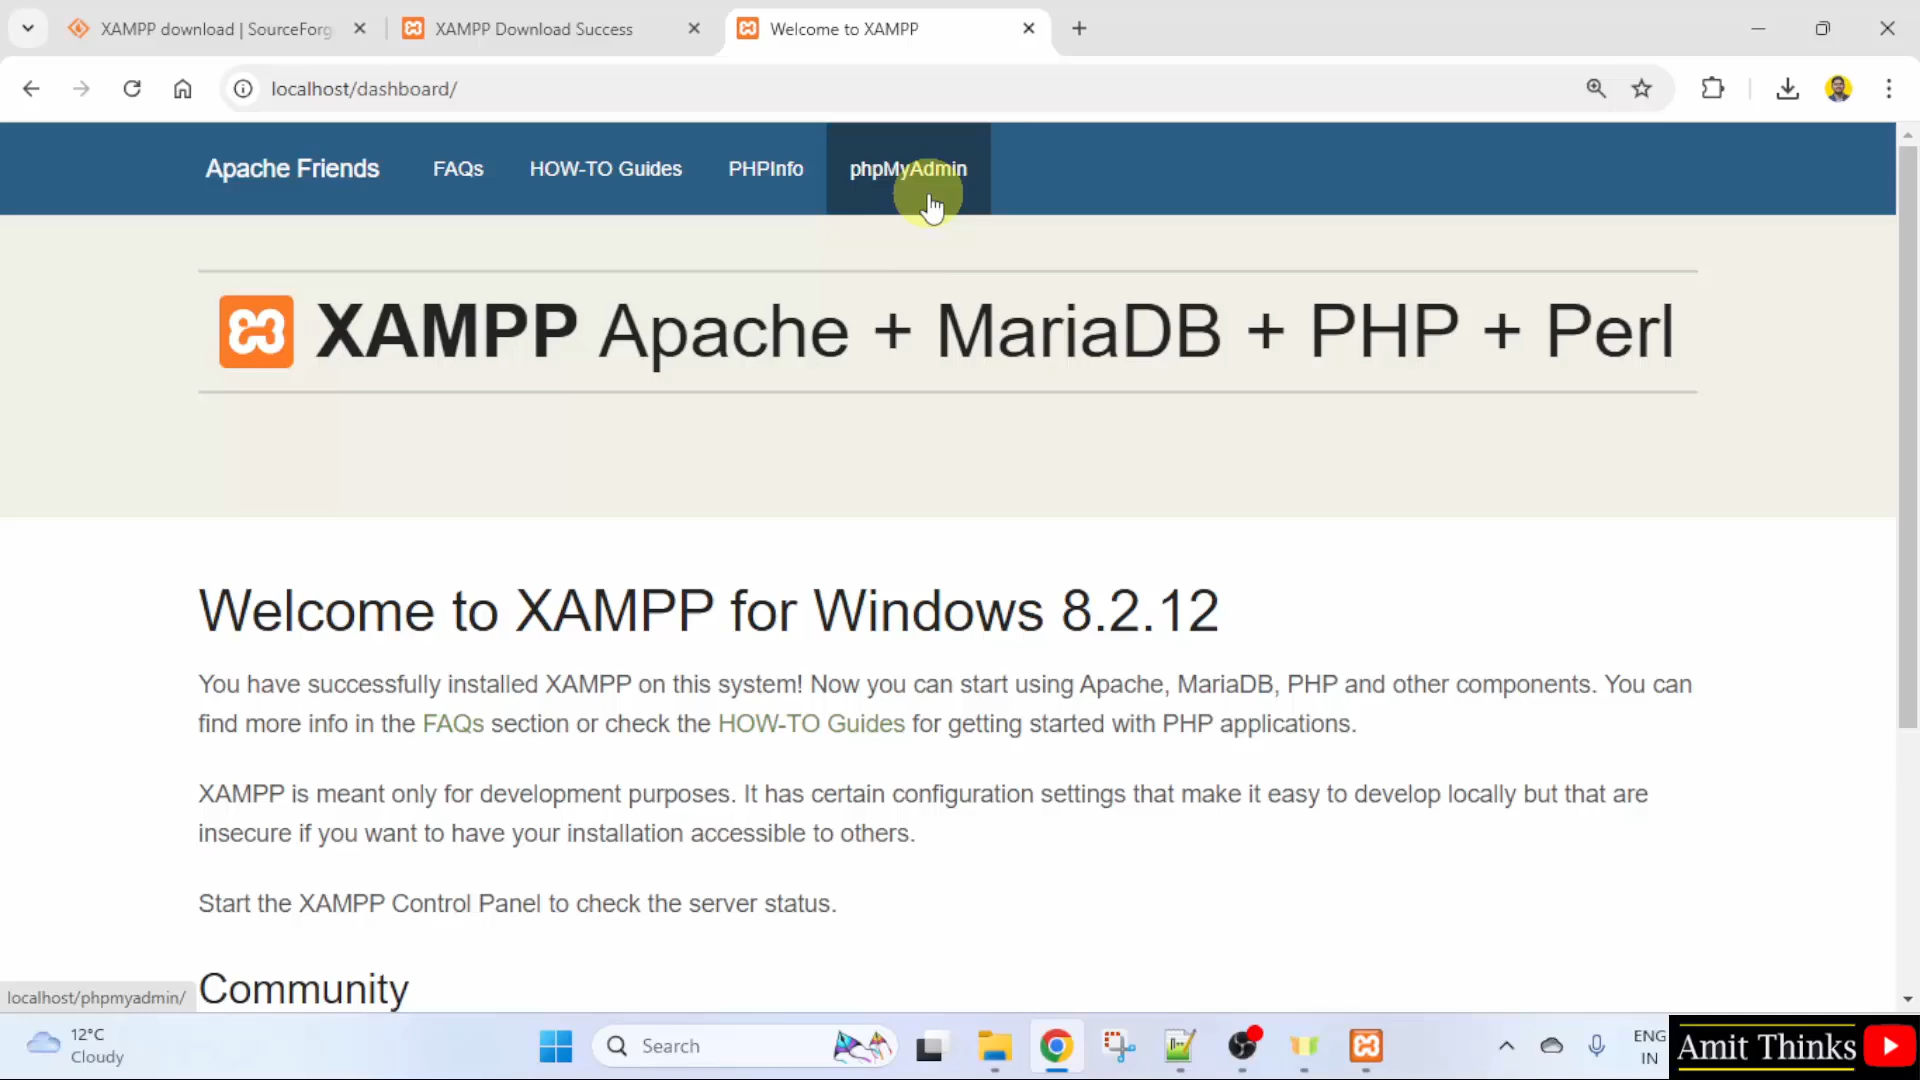 XAMPP download | SourceForg
XAMPP Download Success
Welcome to XAMPP
localhost/dashboard/
Apache Friends
FAQs
HOW-TO Guides
PHPInfo
phpMyAdmin
XAMPP Apache + MariaDB + PHP + Perl
Welcome to XAMPP for Windows 8.2.12
You have successfully installed XAMPP on this system! Now you can start using Apache, MariaDB, PHP and other components. You can
find more info in the FAQs section or check the HOW-TO Guides for getting started with PHP applications.
XAMPP is meant only for development purposes. It has certain configuration settings that make it easy to develop locally but that are
insecure if you want to have your installation accessible to others.
Start the XAMPP Control Panel to check the server status.
Community
localhost/phpmyadmin/
12°C
Cloudy
Search
ENG
IN
Amit Thinks